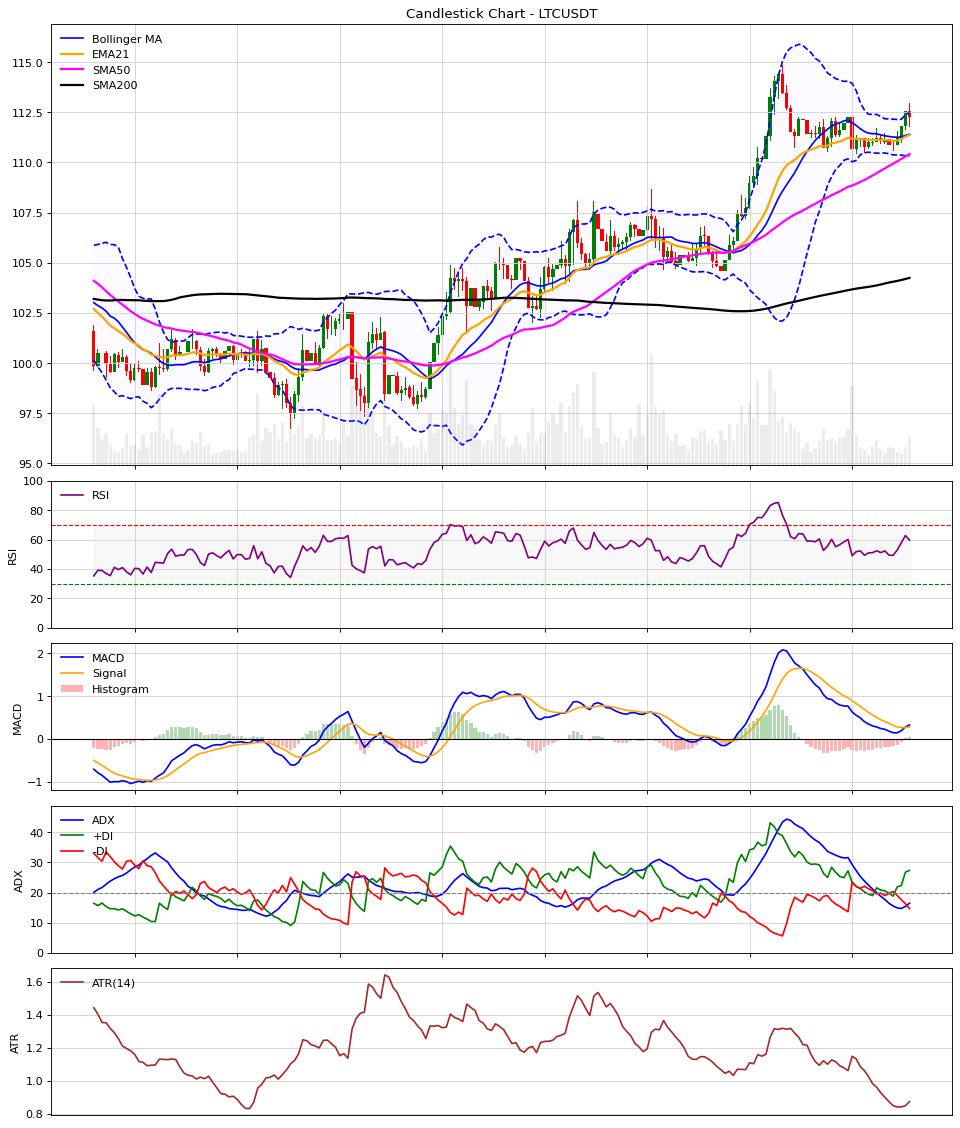 Candlestick Chart - LTCUSDT
Bollinger MA
EMA21
SMA50
SMA200
115.0
112.5
110.0
107.5
105.0
102.5
100.0
97.5
95.0
RSI
RSI
100
80
60
40
20
0
MACD
Signal
Histogram
MACD
2
1
0
−1
ADX
+DI
-DI
ADX
40
30
20
10
0
ATR(14)
ATR
1.6
1.4
1.2
1.0
0.8